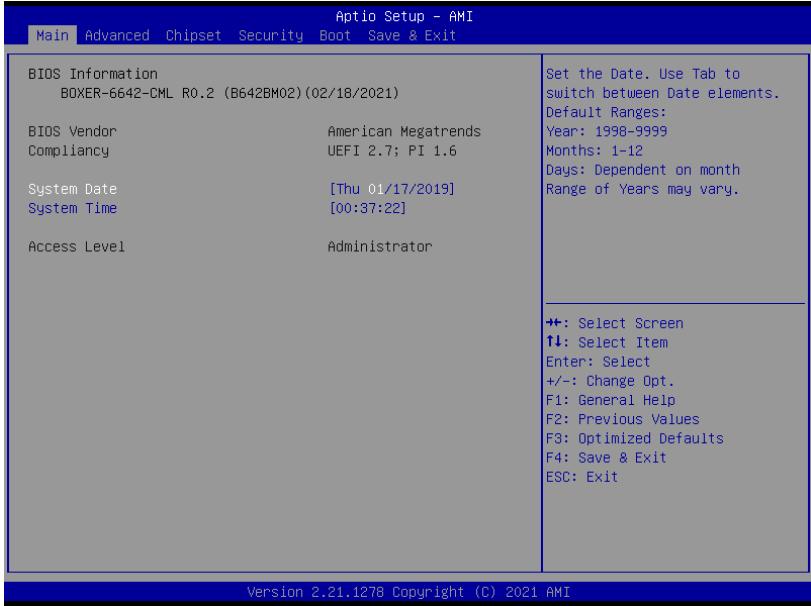 Aptio Setup – AMI
Main Advanced Chipset Security Boot Save & Exit
BIOS Information
BOXER-6642-CML R0.2 (B642BM02)(02/18/2021)
BIOS Vendor American Megatrends
Compliancy UEFI 2.7; PI 1.6
System Date [Thu 01/17/2019]
System Time [00:37:22]
Access Level Administrator
Set the Date. Use Tab to
switch between Date elements.
Default Ranges:
Year: 1998-9999
Months: 1-12
Days: Dependent on month
Range of Years may vary.
→←: Select Screen
↑↓: Select Item
Enter: Select
+/-: Change Opt.
F1: General Help
F2: Previous Values
F3: Optimized Defaults
F4: Save & Exit
ESC: Exit
Version 2.21.1278 Copyright (C) 2021 AMI